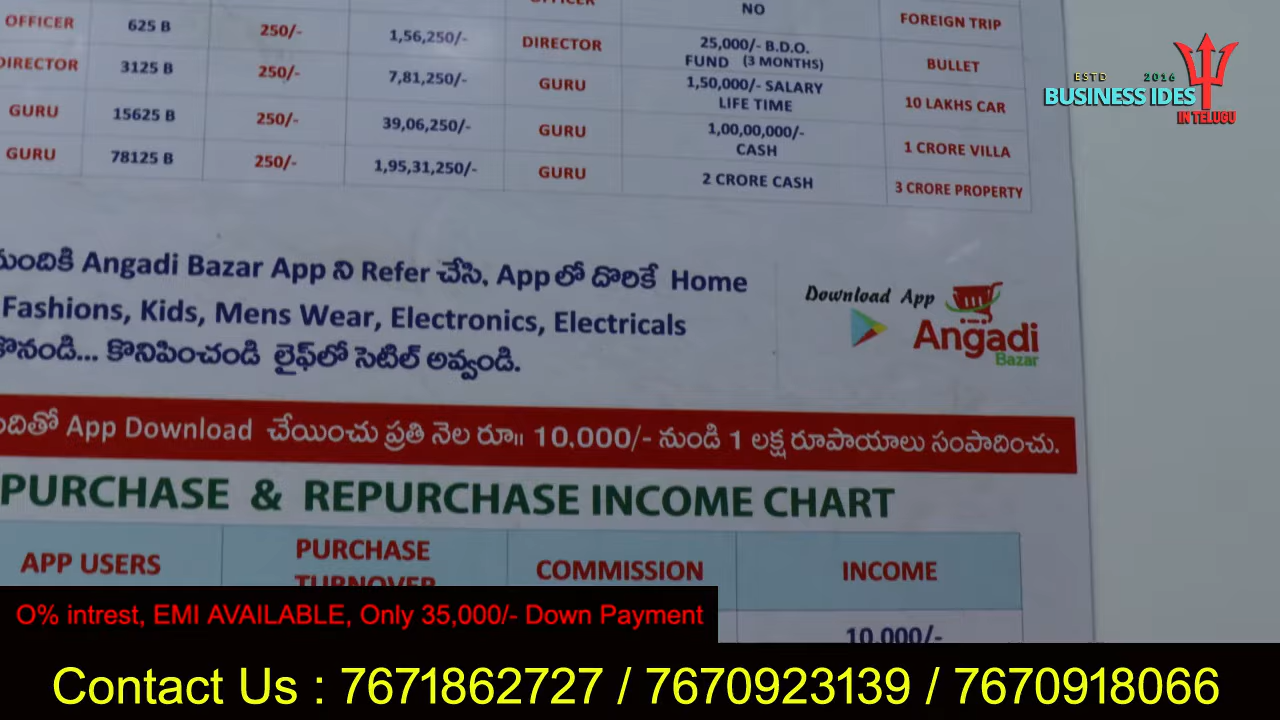 OFFICER 625 B 250/- 1,56,250/- OFFICER NO FOREIGN TRIP
DIRECTOR 3125 B 250/- 7,81,250/- DIRECTOR 25,000/- B.D.O. FUND (3 MONTHS) BULLET
GURU 15625 B 250/- 39,06,250/- GURU 1,50,000/- SALARY LIFE TIME 10 LAKHS CAR
GURU 78125 B 250/- 1,95,31,250/- GURU 1,00,00,000/- CASH 1 CRORE VILLA
GURU 2 CRORE CASH 3 CRORE PROPERTY
ESTD 2016
BUSINESS IDES
IN TELUGU
Angadi Bazar App ని Refer చేసి, App లో దొరికే Home
Fashions, Kids, Mens Wear, Electronics, Electricals
కొనిపించండి లైఫ్‌లో సెటిల్ అవ్వండి.
Download App
Angadi
Bazar
App Download చేయించు ప్రతి నెల రూ॥ 10,000/- నుండి 1 లక్ష రూపాయాలు సంపాదించు.
PURCHASE & REPURCHASE INCOME CHART
APP USERS PURCHASE TURNOVER COMMISSION INCOME
10,000/-
O% intrest, EMI AVAILABLE, Only 35,000/- Down Payment
Contact Us : 7671862727 / 7670923139 / 7670918066